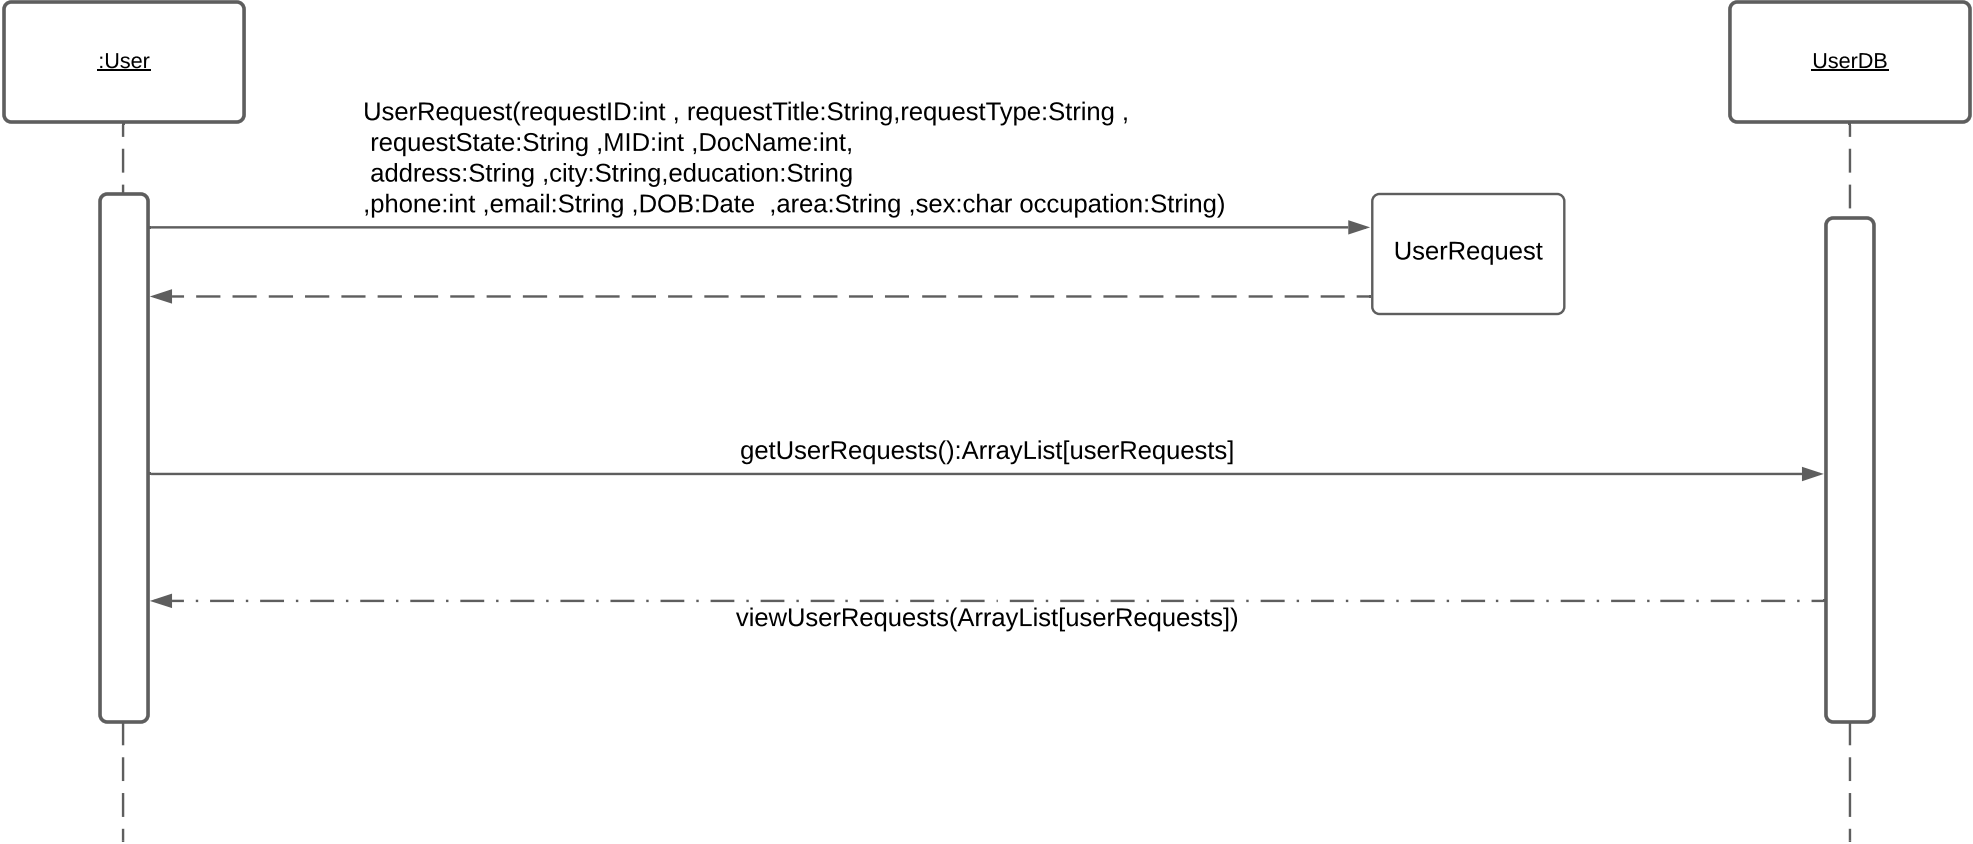 :User
UserDB
UserRequest(requestID:int , requestTitle:String,requestType:String ,
requestState:String ,MID:int ,DocName:int,
address:String ,city:String,education:String
,phone:int ,email:String ,DOB:Date  ,area:String ,sex:char occupation:String)
UserRequest
getUserRequests():ArrayList[userRequests]
viewUserRequests(ArrayList[userRequests])